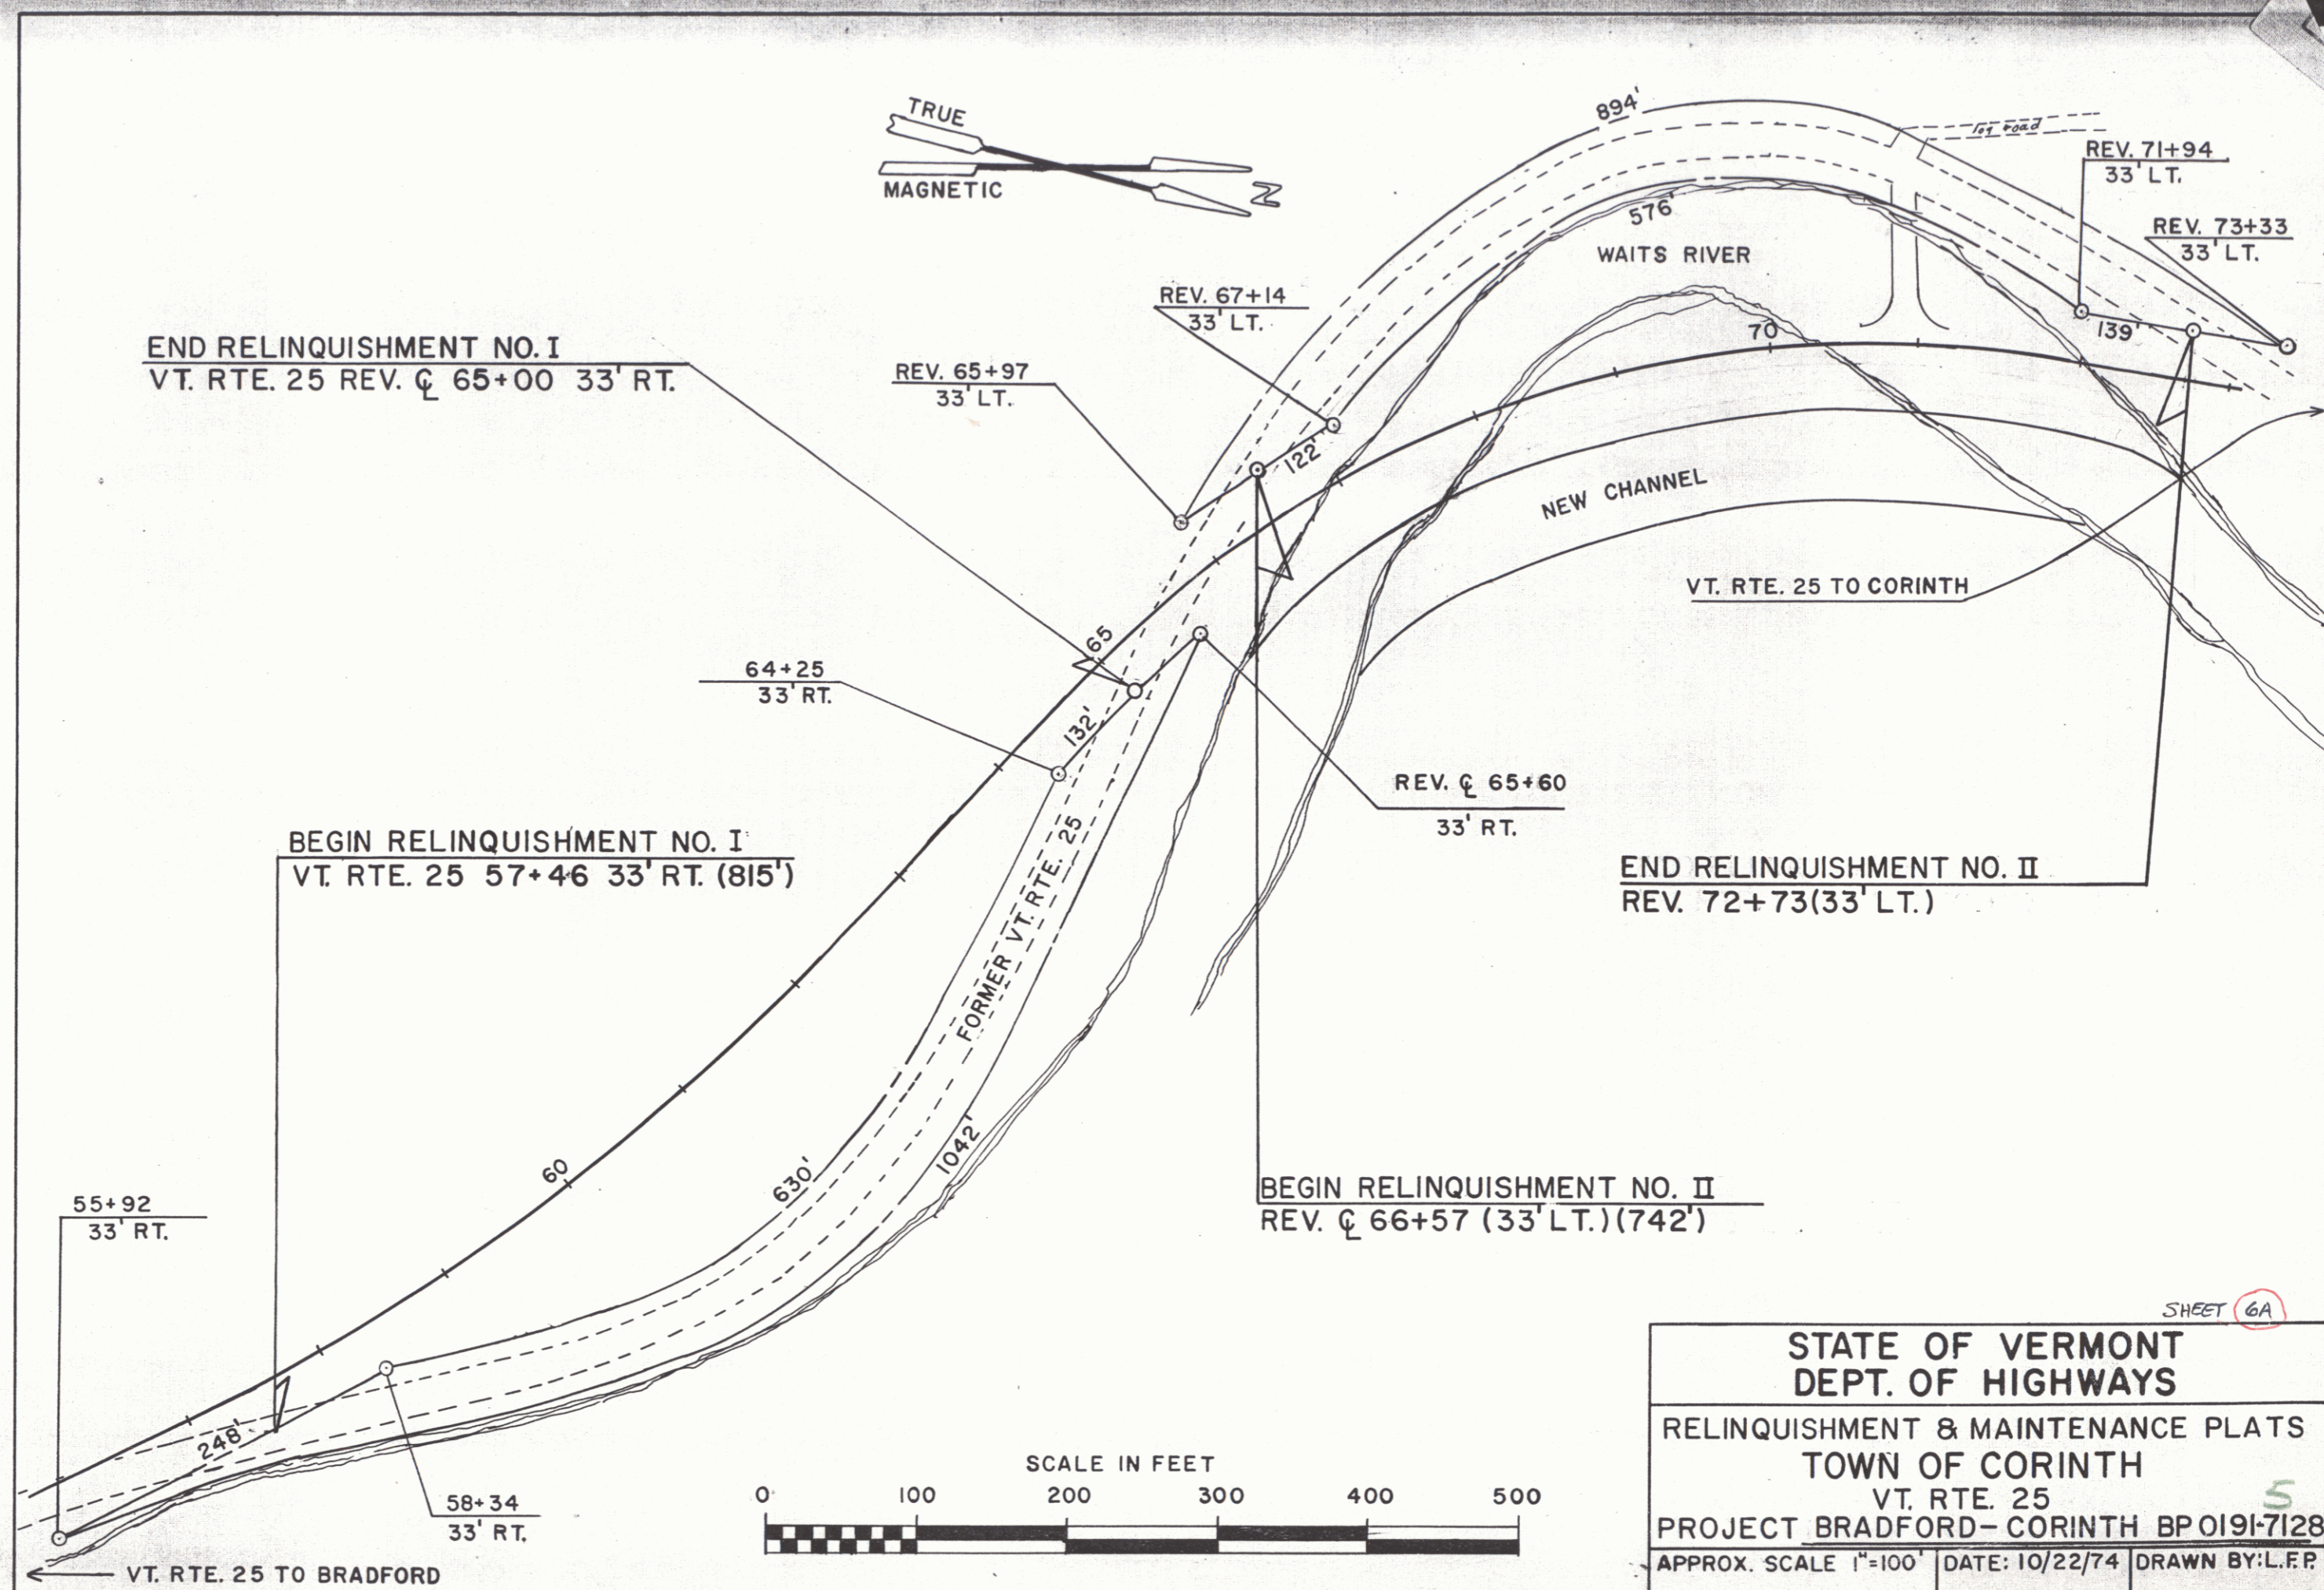 894'
TRUE
log road
MAGNETIC
N
REV. 71+94
33' LT.
576'
WAITS RIVER
REV. 73+33
33' LT.
REV. 67+14
33' LT.
70
139'
END RELINQUISHMENT NO. I
VT. RTE. 25 REV. ℄ 65+00 33' RT.
REV. 65+97
33' LT.
122'
NEW CHANNEL
VT. RTE. 25 TO CORINTH
65
64+25
33' RT.
132'
REV. ℄ 65+60
33' RT.
BEGIN RELINQUISHMENT NO. I
VT. RTE. 25 57+46 33' RT. (815')
FORMER VT. RTE. 25
END RELINQUISHMENT NO. II
REV. 72+73(33' LT.)
1042'
630'
60
BEGIN RELINQUISHMENT NO. II
REV. ℄ 66+57 (33' LT.)(742')
55+92
33' RT.
248'
58+34
33' RT.
VT. RTE. 25 TO BRADFORD
SCALE IN FEET
0 100 200 300 400 500
SHEET 6A
STATE OF VERMONT
DEPT. OF HIGHWAYS
RELINQUISHMENT & MAINTENANCE PLATS
TOWN OF CORINTH
VT. RTE. 25
5
PROJECT BRADFORD-CORINTH BP0191-7128
APPROX. SCALE 1"=100' DATE: 10/22/74 DRAWN BY: L.F.P.